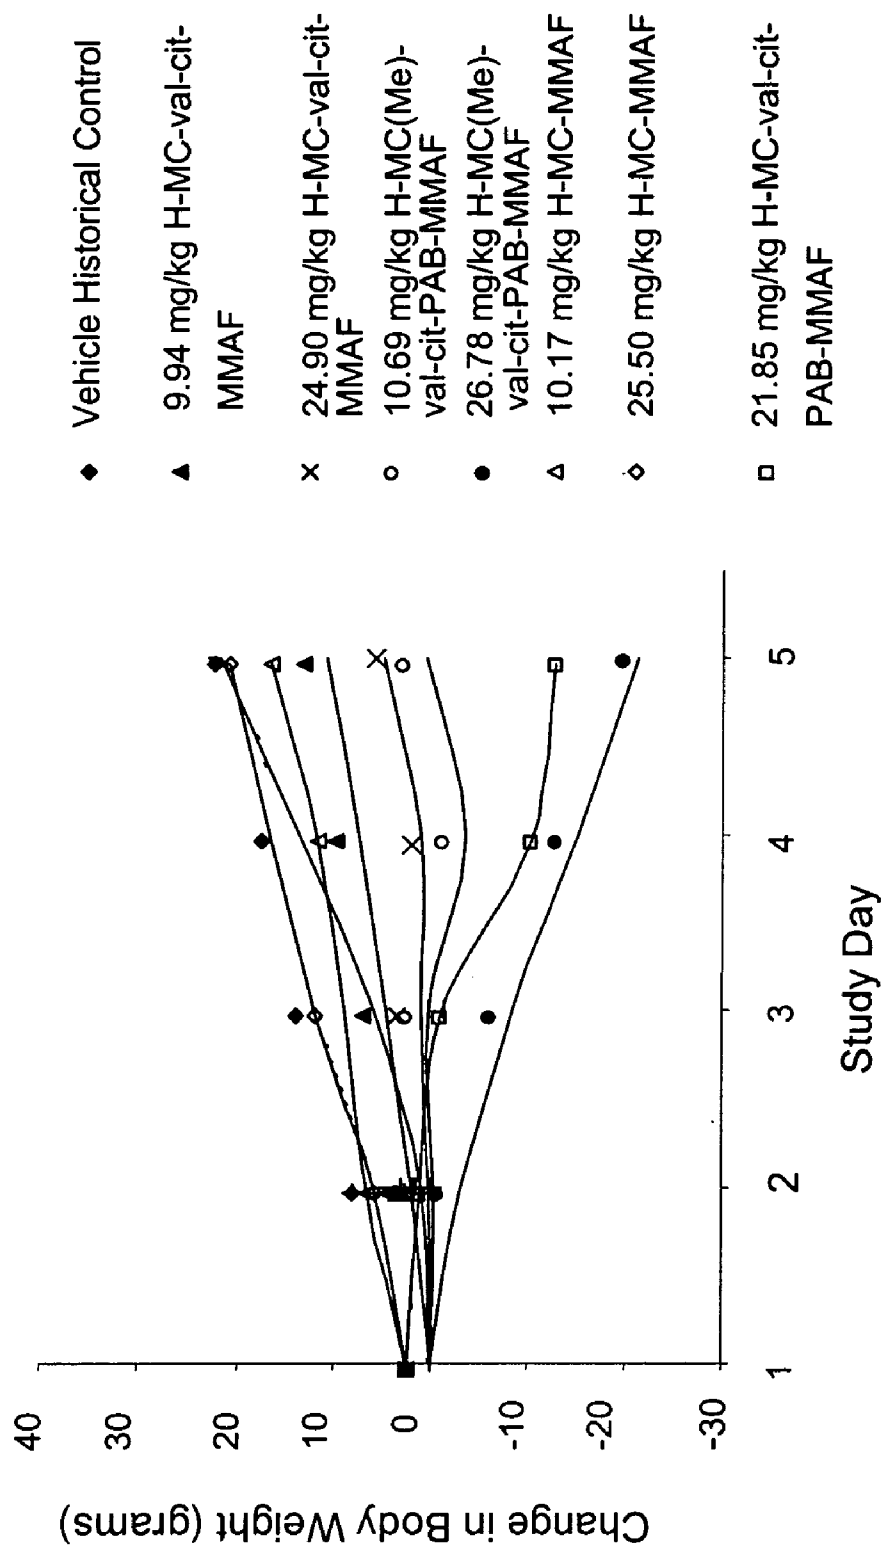 Change in Body Weight (grams)
40
30
20
10
0
-10
-20
-30
1
2
3
4
5
Study Day
Vehicle Historical Control
9.94 mg/kg H-MC-val-cit-
MMAF
24.90 mg/kg H-MC-val-cit-
MMAF
10.69 mg/kg H-MC(Me)-
val-cit-PAB-MMAF
26.78 mg/kg H-MC(Me)-
val-cit-PAB-MMAF
10.17 mg/kg H-MC-MMAF
25.50 mg/kg H-MC-MMAF
21.85 mg/kg H-MC-val-cit-
PAB-MMAF